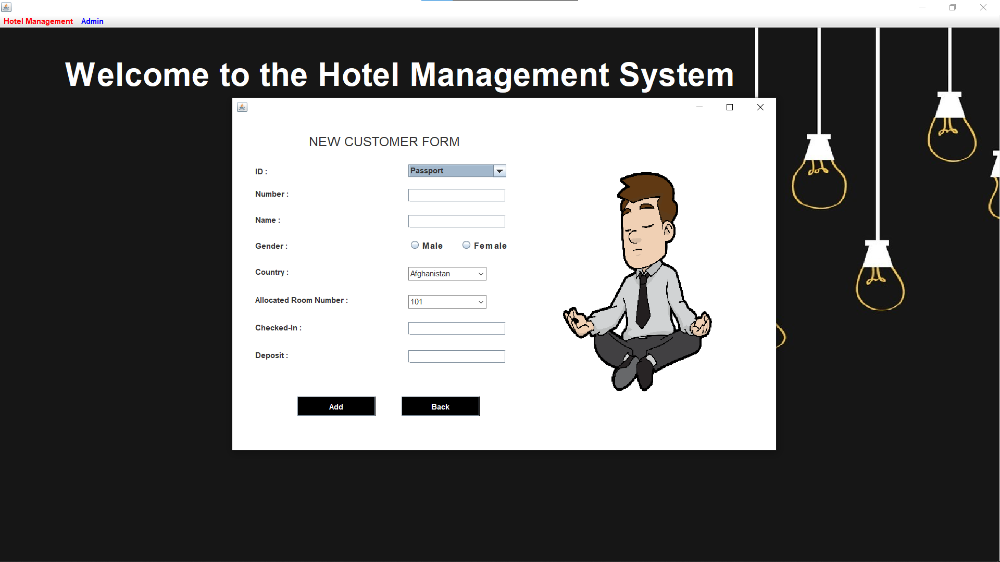 Hotel Management Admin
Welcome to the Hotel Management System
NEW CUSTOMER FORM
ID : Passport
Number :
Name :
Gender : Male Female
Country : Afghanistan
Allocated Room Number : 101
Checked-In :
Deposit :
Add Back